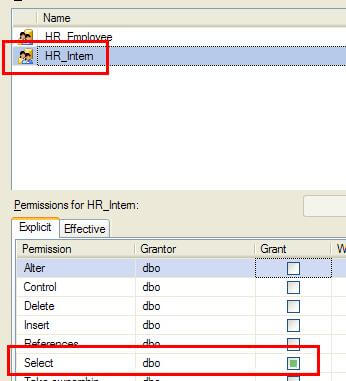 Name
HR_Employee
HR_Intern
Permissions for HR_Intern:
Explicit Effective
Permission Grantor Grant W
Alter dbo
Control dbo
Delete dbo
Insert dbo
References dbo
Select dbo
Take ownership dbo